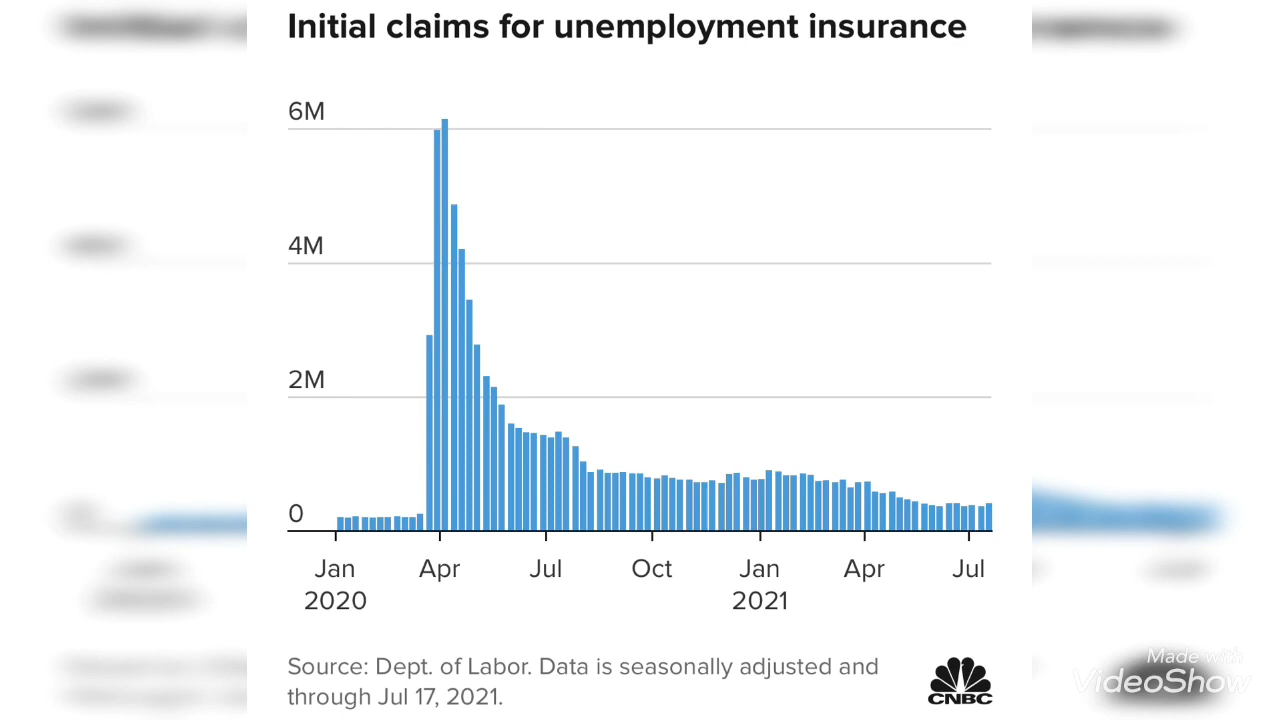 Initial claims for unemployment insurance
6M
4M
2M
0
Jan Apr Jul Oct Jan Apr Jul
2020 2021
Source: Dept. of Labor. Data is seasonally adjusted and
through Jul 17, 2021.
CNBC
Made with
VideoShow